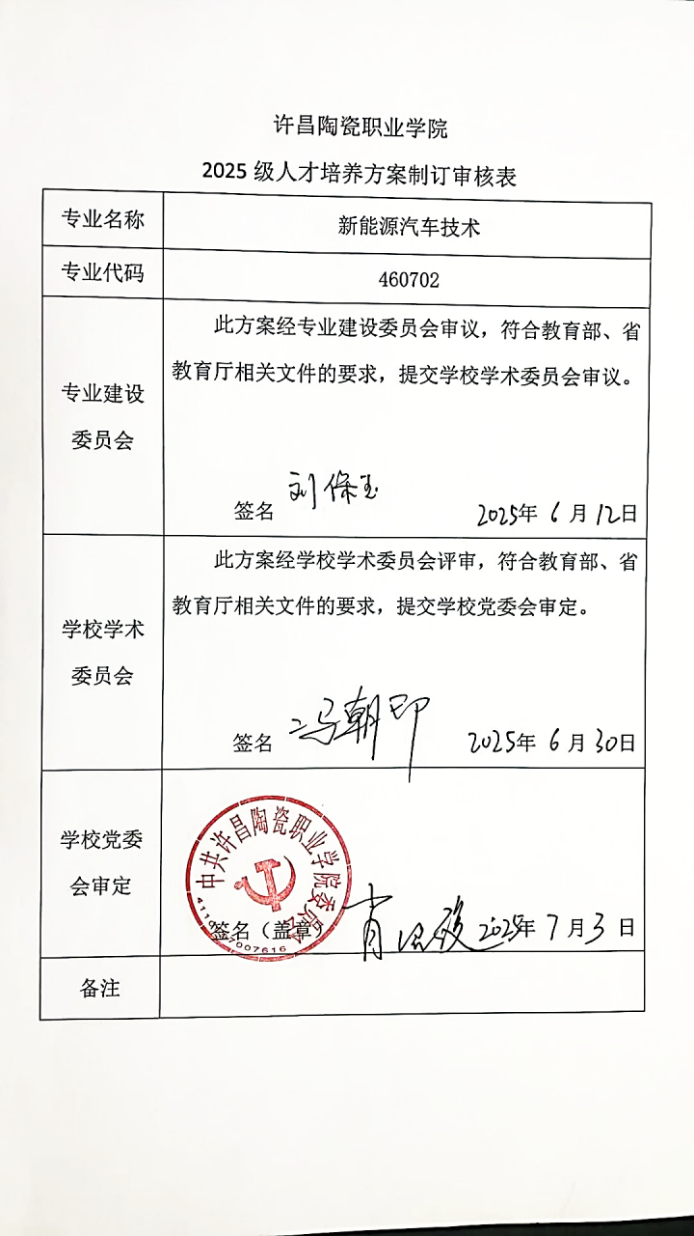 许昌陶瓷职业学院
2025 级人才培养方案制订审核表
专业名称
新能源汽车技术
专业代码
460702
专业建设
委员会
此方案经专业建设委员会审议，符合教育部、省
教育厅相关文件的要求，提交学校学术委员会审议。
签名 刘保玉 2025年 6 月 12日
学校学术
委员会
此方案经学校学术委员会评审，符合教育部、省
教育厅相关文件的要求，提交学校党委会审定。
签名 冯朝印 2025年 6 月 30日
学校党委
会审定
中共许昌陶瓷职业学院委员会
签名（盖章） 肖 2025年 7 月 3 日
备注